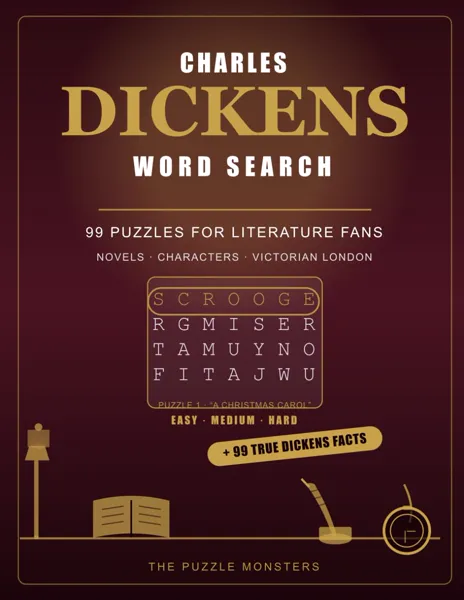 CHARLES
DICKENS
WORD SEARCH
99 PUZZLES FOR LITERATURE FANS
NOVELS · CHARACTERS · VICTORIAN LONDON
S C R O O G E
R G M I S E R
T A M U Y N O
F I T A J W U
PUZZLE 1 · "A CHRISTMAS CAROL"
EASY · MEDIUM · HARD
+ 99 TRUE DICKENS FACTS
THE PUZZLE MONSTERS